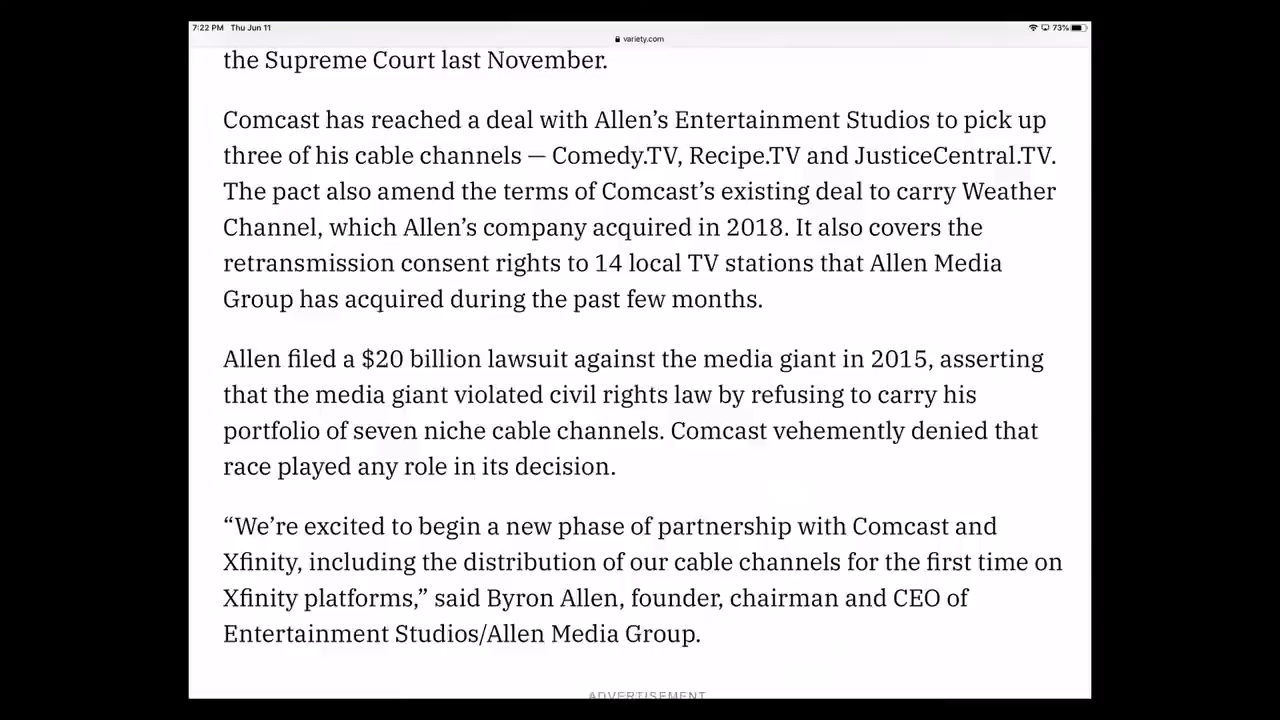 7:22 PM Thu Jun 11
73%
variety.com
the Supreme Court last November.
Comcast has reached a deal with Allen’s Entertainment Studios to pick up
three of his cable channels — Comedy.TV, Recipe.TV and JusticeCentral.TV.
The pact also amend the terms of Comcast’s existing deal to carry Weather
Channel, which Allen’s company acquired in 2018. It also covers the
retransmission consent rights to 14 local TV stations that Allen Media
Group has acquired during the past few months.
Allen filed a $20 billion lawsuit against the media giant in 2015, asserting
that the media giant violated civil rights law by refusing to carry his
portfolio of seven niche cable channels. Comcast vehemently denied that
race played any role in its decision.
“We’re excited to begin a new phase of partnership with Comcast and
Xfinity, including the distribution of our cable channels for the first time on
Xfinity platforms,” said Byron Allen, founder, chairman and CEO of
Entertainment Studios/Allen Media Group.
ADVERTISEMENT